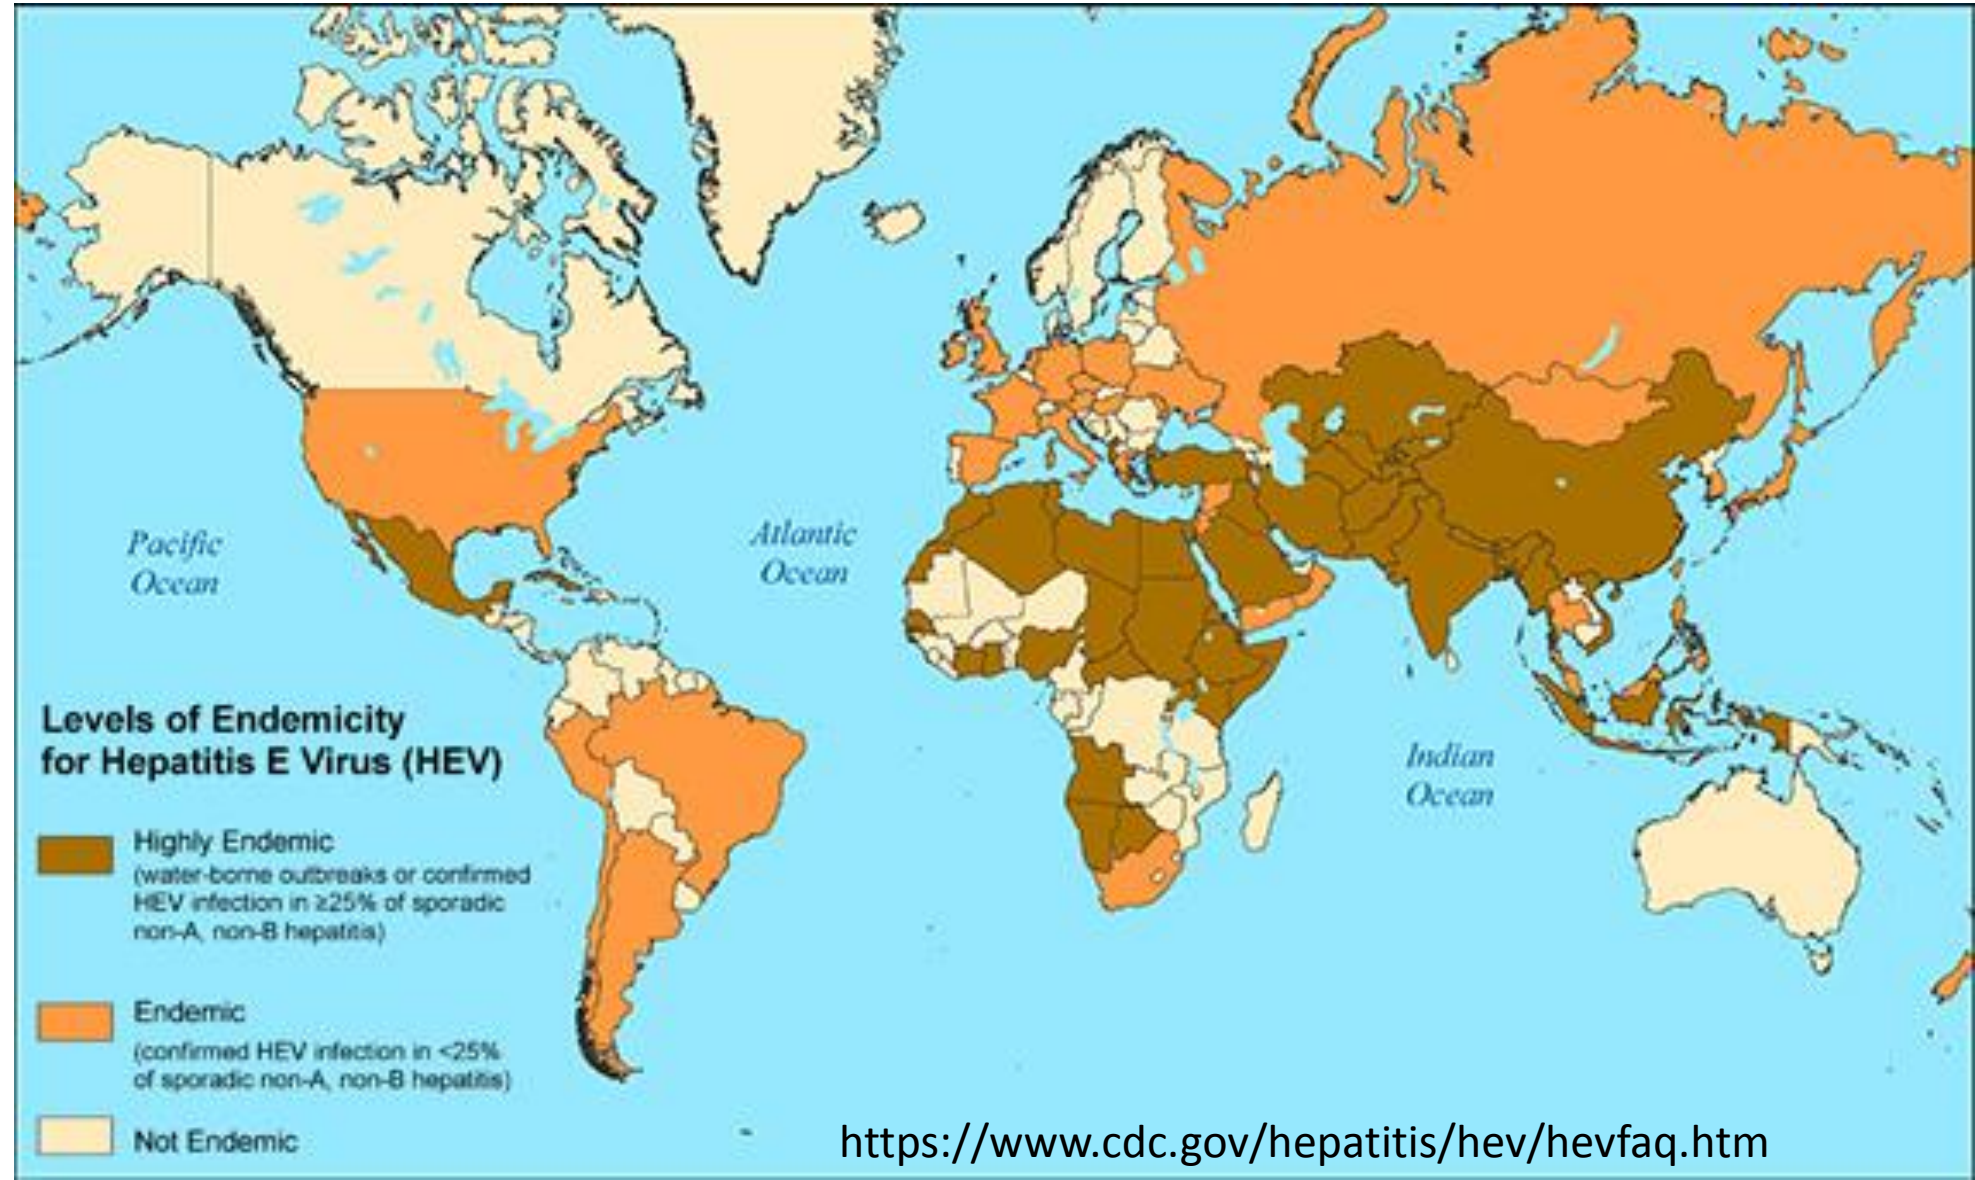 Pacific
Ocean
Atlantic
Ocean
Indian
Ocean
Levels of Endemicity
for Hepatitis E Virus (HEV)
Highly Endemic
(water-borne outbreaks or confirmed
HEV infection in ≥25% of sporadic
non-A, non-B hepatitis)
Endemic
(confirmed HEV infection in <25%
of sporadic non-A, non-B hepatitis)
Not Endemic
https://www.cdc.gov/hepatitis/hev/hevfaq.htm